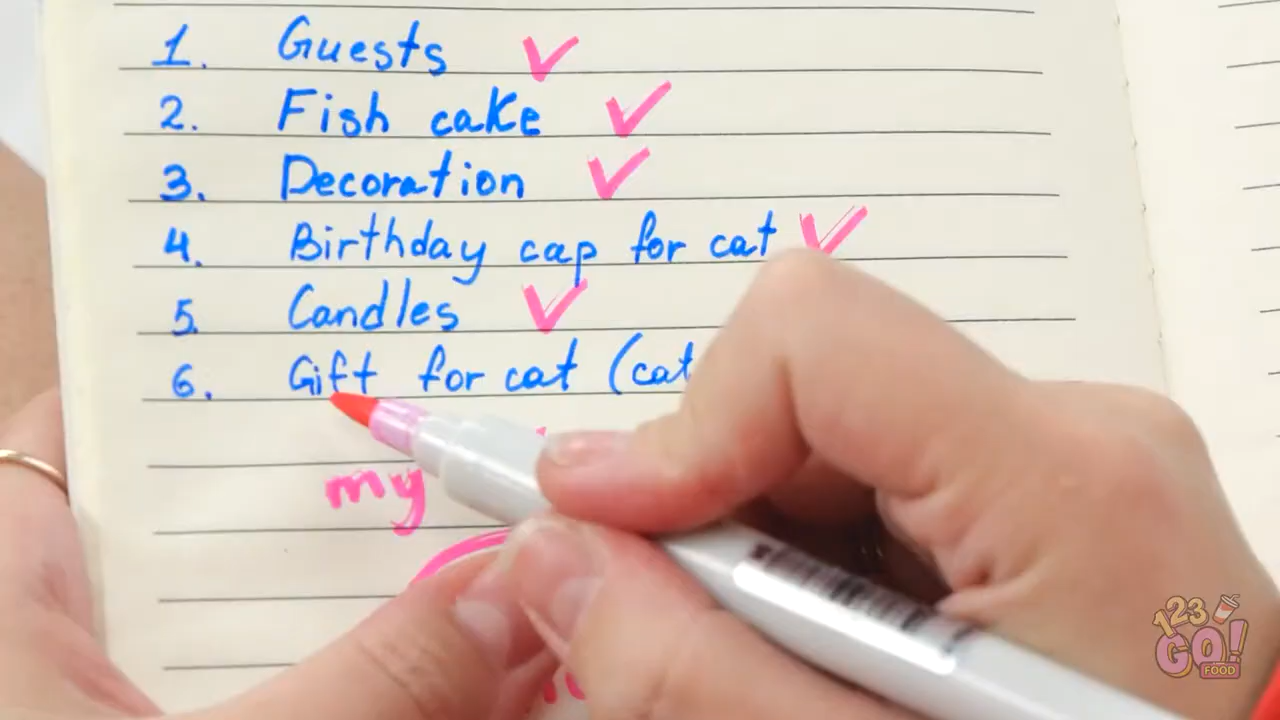 1. Guests
2. Fish cake
3. Decoration
4. Birthday cap for cat
5. Candles
6. Gift for cat (cat
my
123
GO!
FOOD